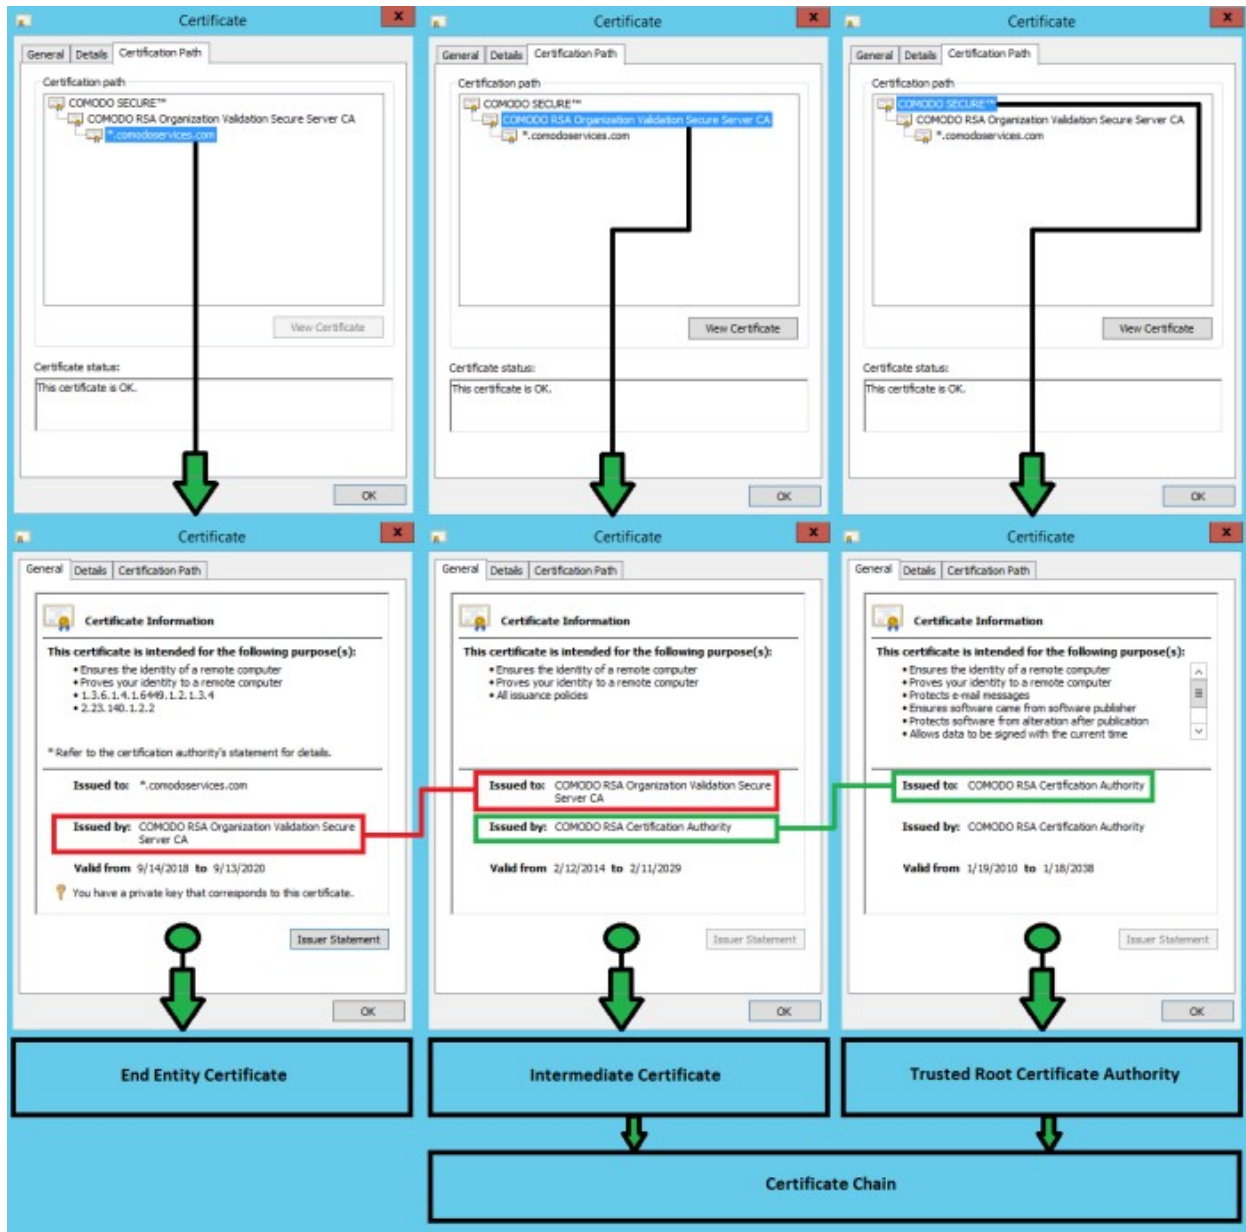 Certificate
General Details Certification Path
Certification path
COMODO SECURE™
COMODO RSA Organization Validation Secure Server CA
*.comodoservices.com
View Certificate
Certificate status:
This certificate is OK.
OK
Certificate
General Details Certification Path
Certification path
COMODO SECURE™
COMODO RSA Organization Validation Secure Server CA
*.comodoservices.com
View Certificate
Certificate status:
This certificate is OK.
OK
Certificate
General Details Certification Path
Certification path
COMODO SECURE™
COMODO RSA Organization Validation Secure Server CA
*.comodoservices.com
View Certificate
Certificate status:
This certificate is OK.
OK
Certificate
General Details Certification Path
Certificate Information
This certificate is intended for the following purpose(s):
• Ensures the identity of a remote computer
• Proves your identity to a remote computer
• 1.3.6.1.4.1.6449.1.2.1.3.4
• 2.23.140.1.2.2
* Refer to the certification authority's statement for details.
Issued to: *.comodoservices.com
Issued by: COMODO RSA Organization Validation Secure
Server CA
Valid from 9/14/2018 to 9/13/2020
You have a private key that corresponds to this certificate.
Issuer Statement
OK
Certificate
General Details Certification Path
Certificate Information
This certificate is intended for the following purpose(s):
• Ensures the identity of a remote computer
• Proves your identity to a remote computer
• All issuance policies
Issued to: COMODO RSA Organization Validation Secure
Server CA
Issued by: COMODO RSA Certification Authority
Valid from 2/12/2014 to 2/11/2029
Issuer Statement
OK
Certificate
General Details Certification Path
Certificate Information
This certificate is intended for the following purpose(s):
• Ensures the identity of a remote computer
• Proves your identity to a remote computer
• Protects e-mail messages
• Ensures software came from software publisher
• Protects software from alteration after publication
• Allows data to be signed with the current time
Issued to: COMODO RSA Certification Authority
Issued by: COMODO RSA Certification Authority
Valid from 1/19/2010 to 1/18/2038
Issuer Statement
OK
End Entity Certificate
Intermediate Certificate
Trusted Root Certificate Authority
Certificate Chain